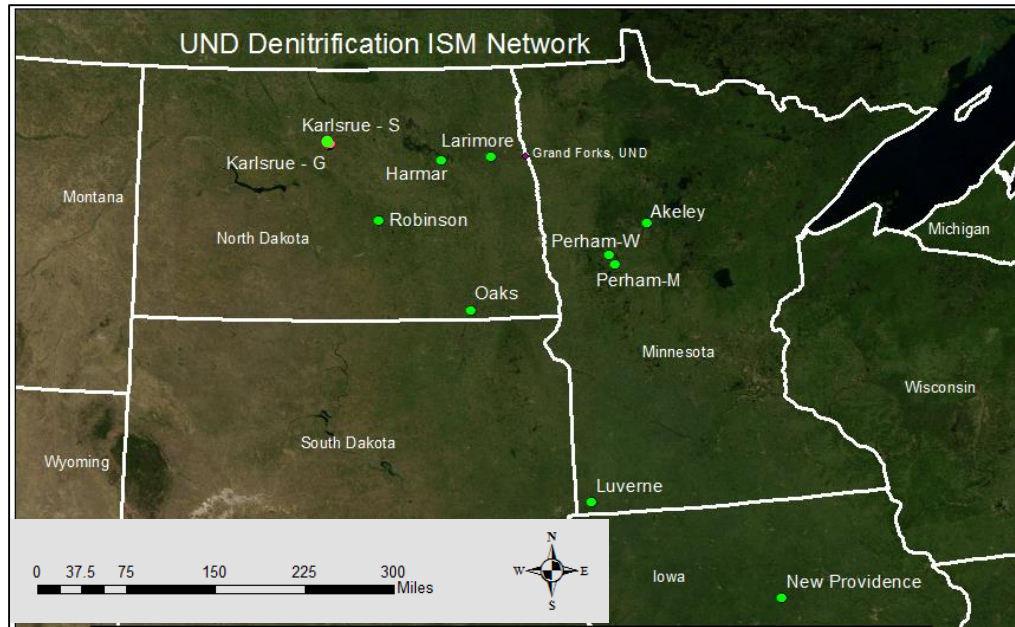 UND Denitrification ISM Network
Karlsrue - S
Larimore
Grand Forks, UND
Karlsrue - G
Harmar
Montana
Akeley
Robinson
Michigan
North Dakota
Perham-W
Perham-M
Oaks
Minnesota
Wisconsin
South Dakota
Wyoming
Luverne
N
W
E
S
0 37.5 75 150 225 300
Miles
Iowa
New Providence